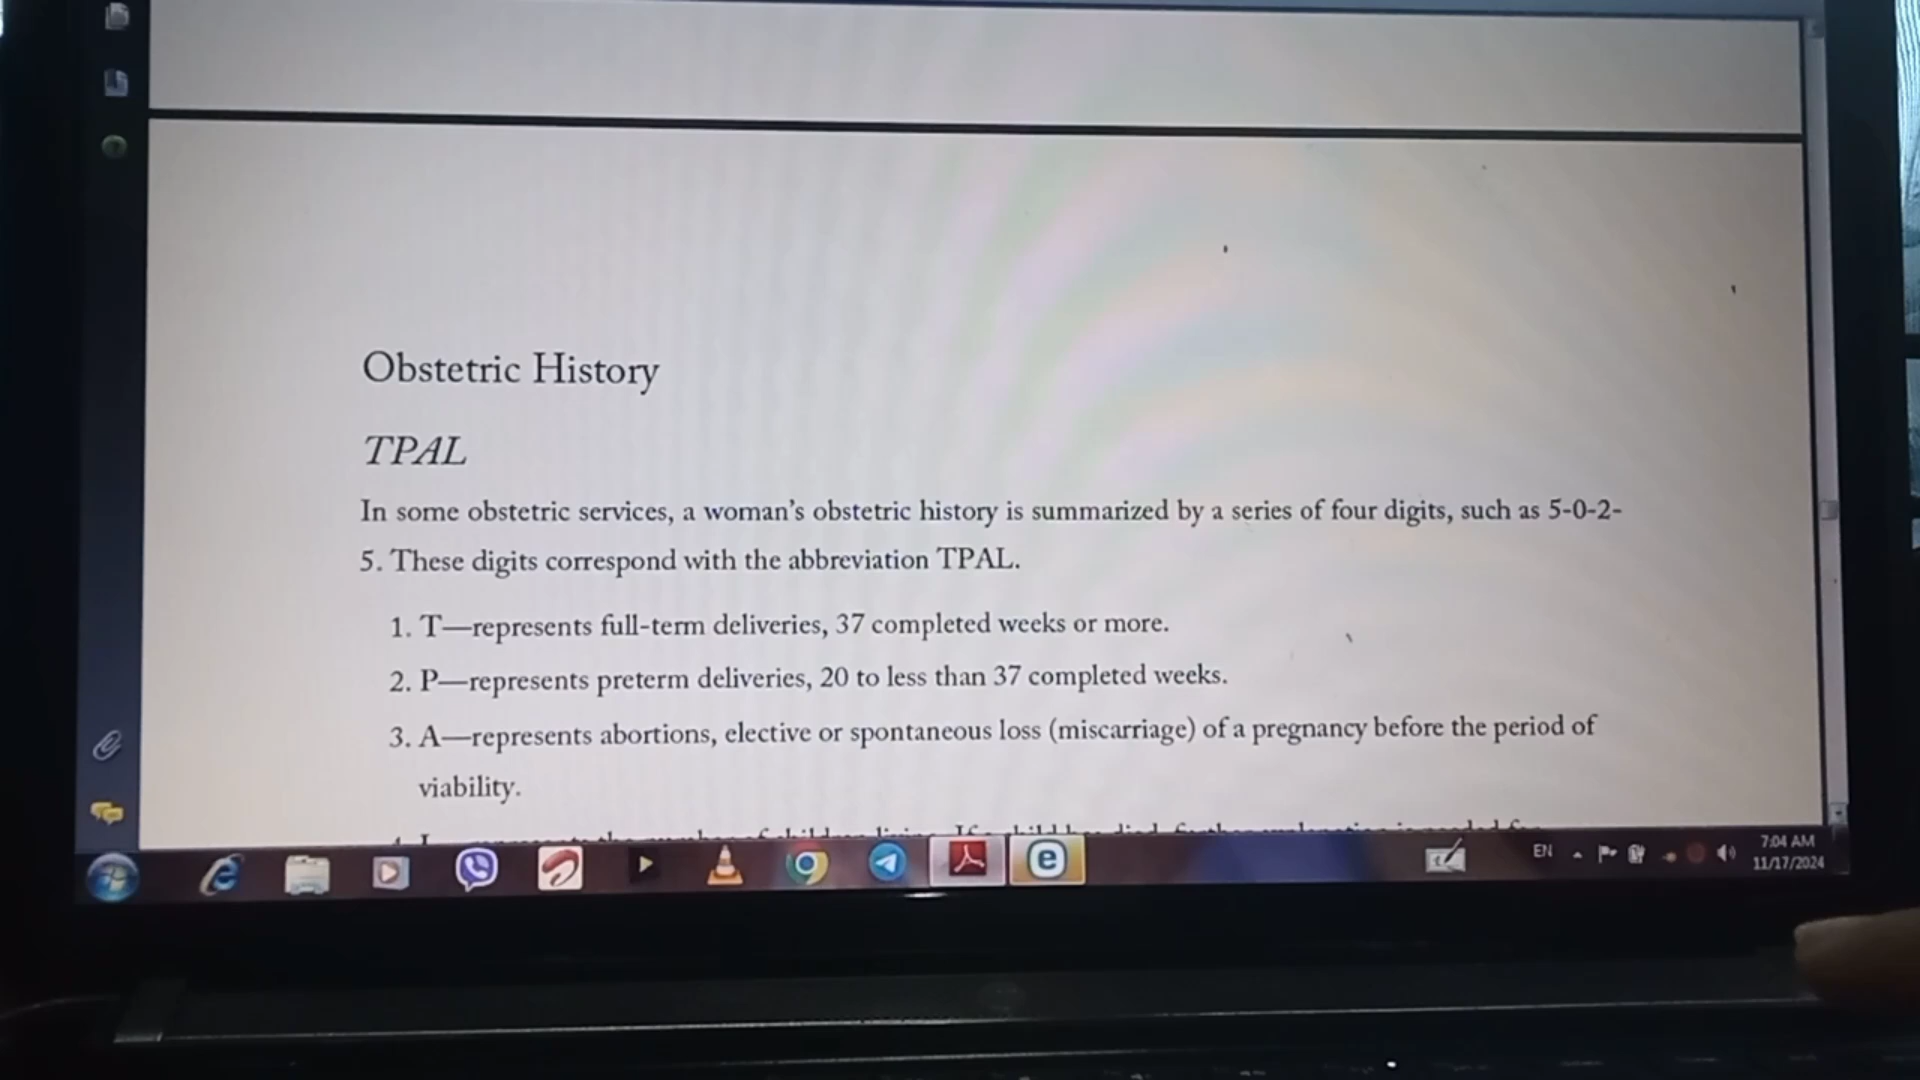 Obstetric History
TPAL
In some obstetric services, a woman's obstetric history is summarized by a series of four digits, such as 5-0-2-
5. These digits correspond with the abbreviation TPAL.
1. T—represents full-term deliveries, 37 completed weeks or more.
2. P—represents preterm deliveries, 20 to less than 37 completed weeks.
3. A—represents abortions, elective or spontaneous loss (miscarriage) of a pregnancy before the period of
viability.
EN
7:04 AM
11/17/2024